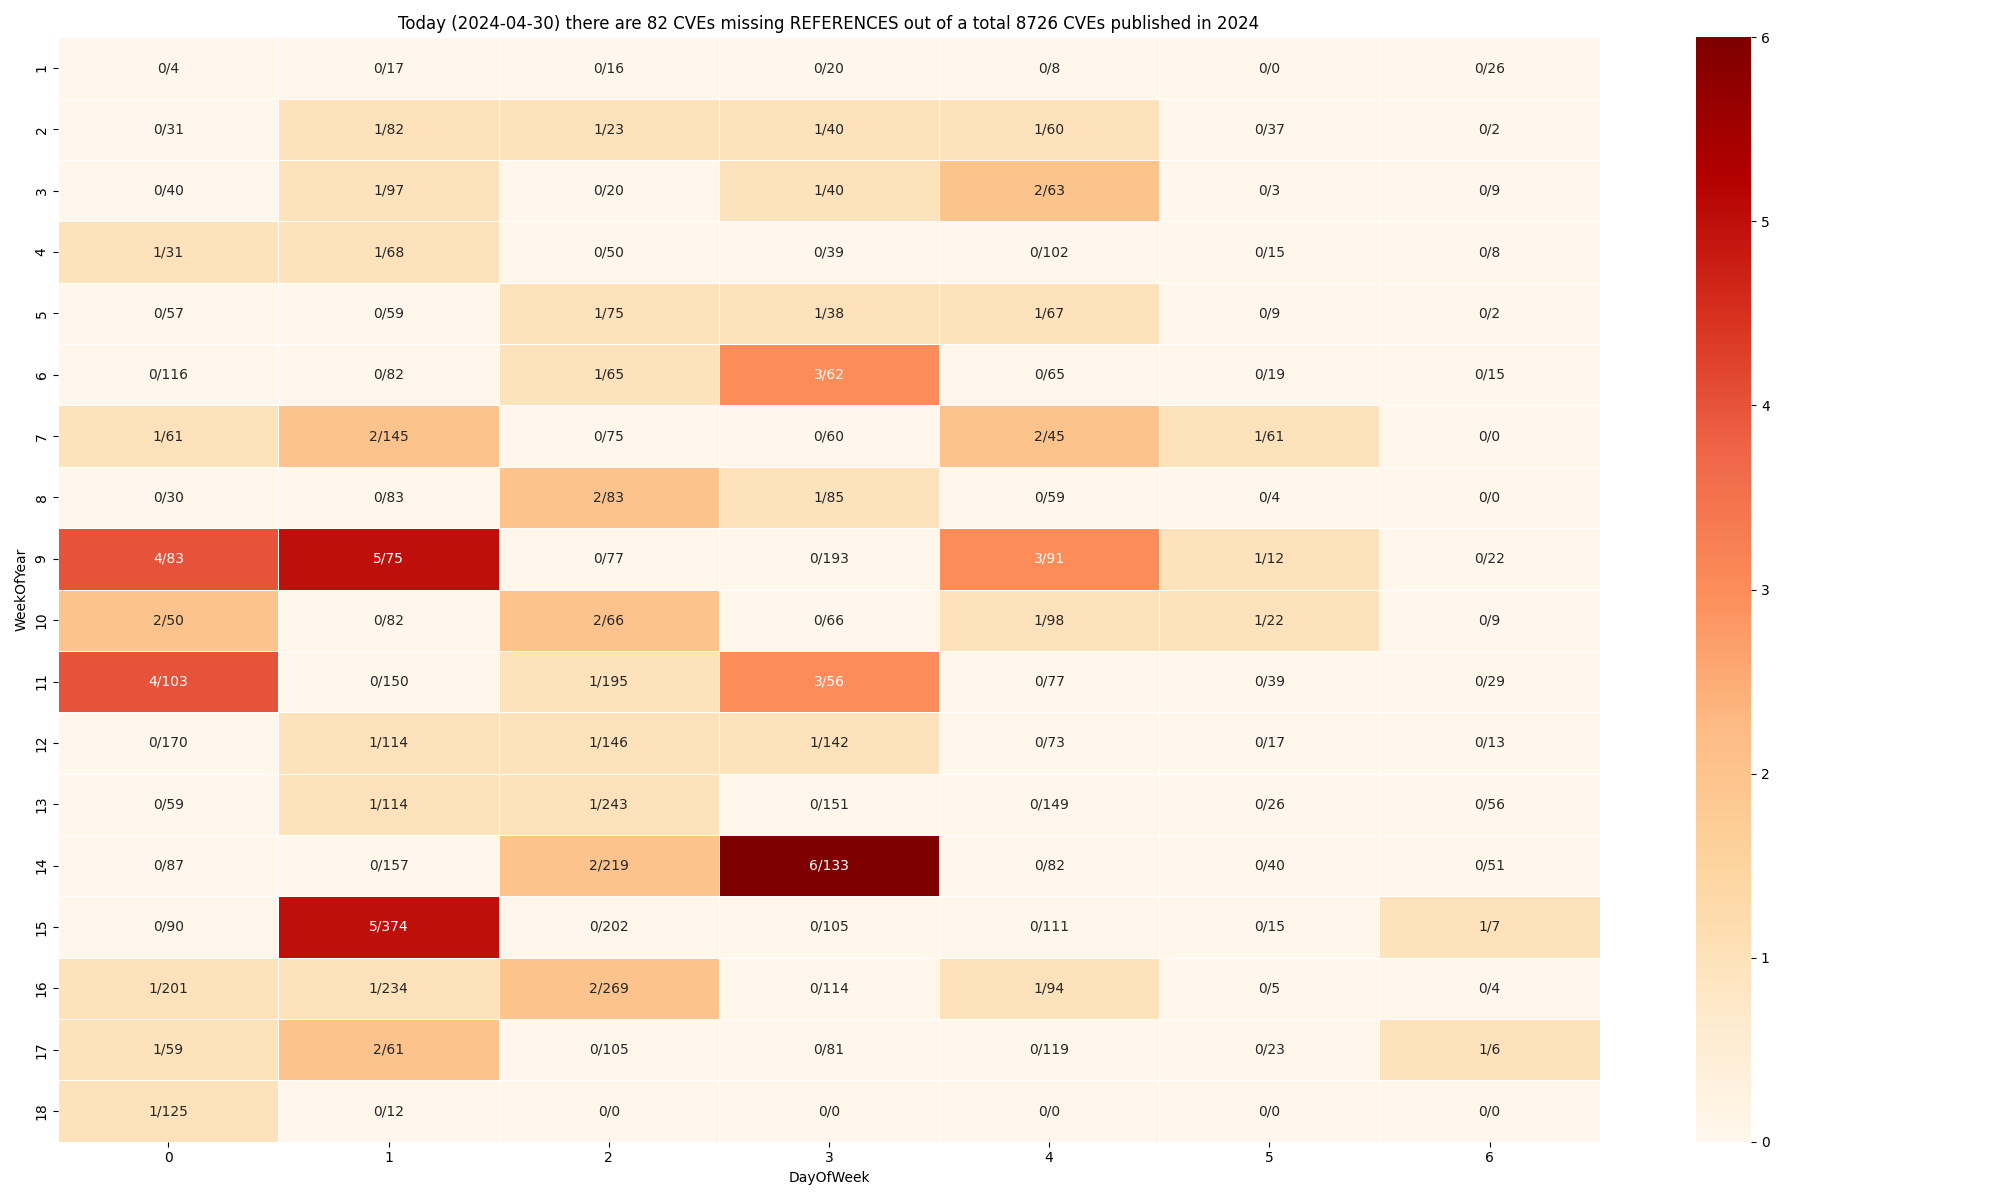 Today (2024-04-30) there are 82 CVEs missing REFERENCES out of a total 8726 CVEs published in 2024
1 0/4 0/17 0/16 0/20 0/8 0/0 0/26
2 0/31 1/82 1/23 1/40 1/60 0/37 0/2
3 0/40 1/97 0/20 1/40 2/63 0/3 0/9
4 1/31 1/68 0/50 0/39 0/102 0/15 0/8
5 0/57 0/59 1/75 1/38 1/67 0/9 0/2
6 0/116 0/82 1/65 3/62 0/65 0/19 0/15
7 1/61 2/145 0/75 0/60 2/45 1/61 0/0
8 0/30 0/83 2/83 1/85 0/59 0/4 0/0
9 4/83 5/75 0/77 0/193 3/91 1/12 0/22
10 2/50 0/82 2/66 0/66 1/98 1/22 0/9
11 4/103 0/150 1/195 3/56 0/77 0/39 0/29
12 0/170 1/114 1/146 1/142 0/73 0/17 0/13
13 0/59 1/114 1/243 0/151 0/149 0/26 0/56
14 0/87 0/157 2/219 6/133 0/82 0/40 0/51
15 0/90 5/374 0/202 0/105 0/111 0/15 1/7
16 1/201 1/234 2/269 0/114 1/94 0/5 0/4
17 1/59 2/61 0/105 0/81 0/119 0/23 1/6
18 1/125 0/12 0/0 0/0 0/0 0/0 0/0
0 1 2 3 4 5 6
DayOfWeek
WeekOfYear
6
5
4
3
2
1
0